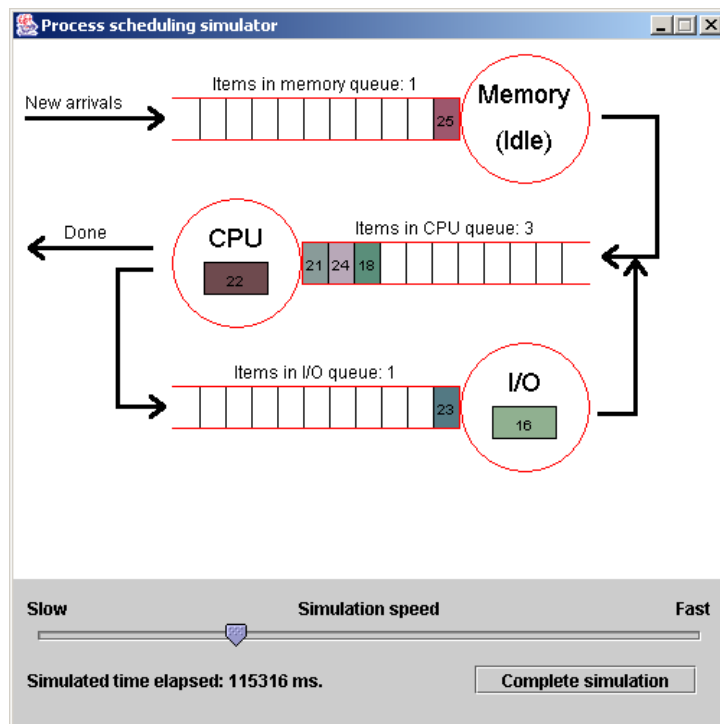 Process scheduling simulator
Items in memory queue: 1
New arrivals
25
Memory
(Idle)
Done
CPU
22
Items in CPU queue: 3
21 24 18
Items in I/O queue: 1
23
I/O
16
Slow Simulation speed Fast
Simulated time elapsed: 115316 ms. Complete simulation